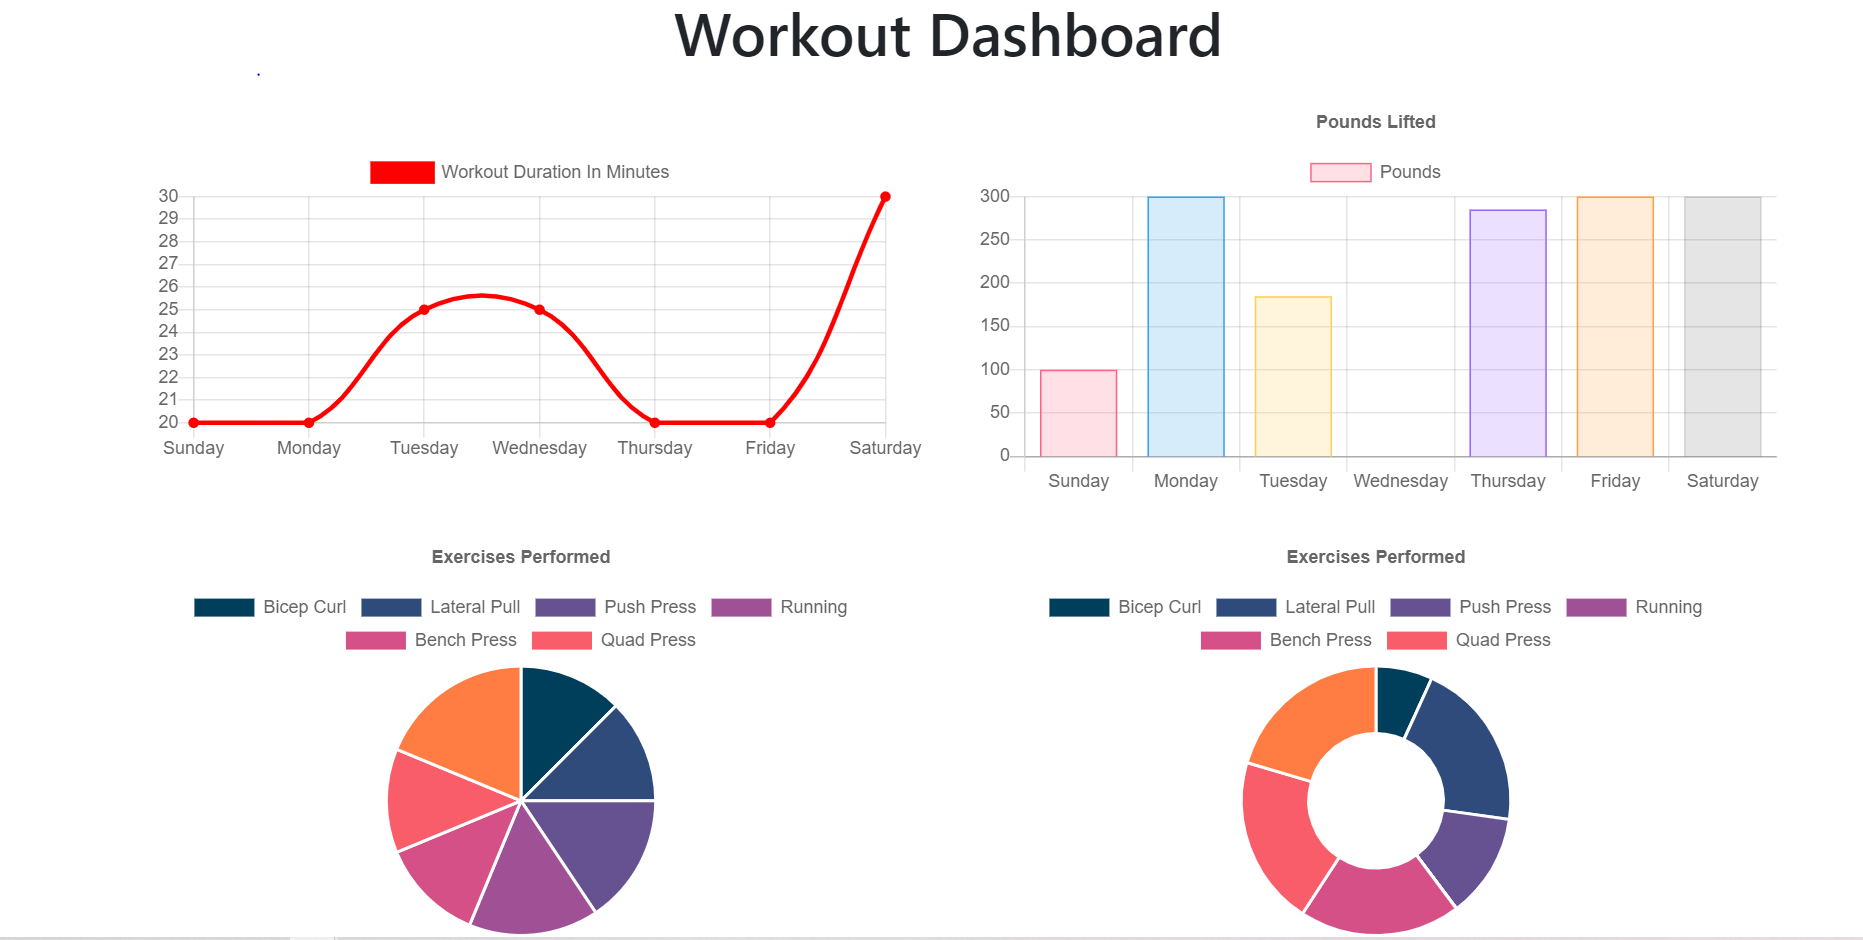 Workout Dashboard
Workout Duration In Minutes
30
29
28
27
26
25
24
23
22
21
20
Sunday Monday Tuesday Wednesday Thursday Friday Saturday
Pounds Lifted
Pounds
300
250
200
150
100
50
0
Sunday Monday Tuesday Wednesday Thursday Friday Saturday
Exercises Performed
Bicep Curl Lateral Pull Push Press Running
Bench Press Quad Press
Exercises Performed
Bicep Curl Lateral Pull Push Press Running
Bench Press Quad Press